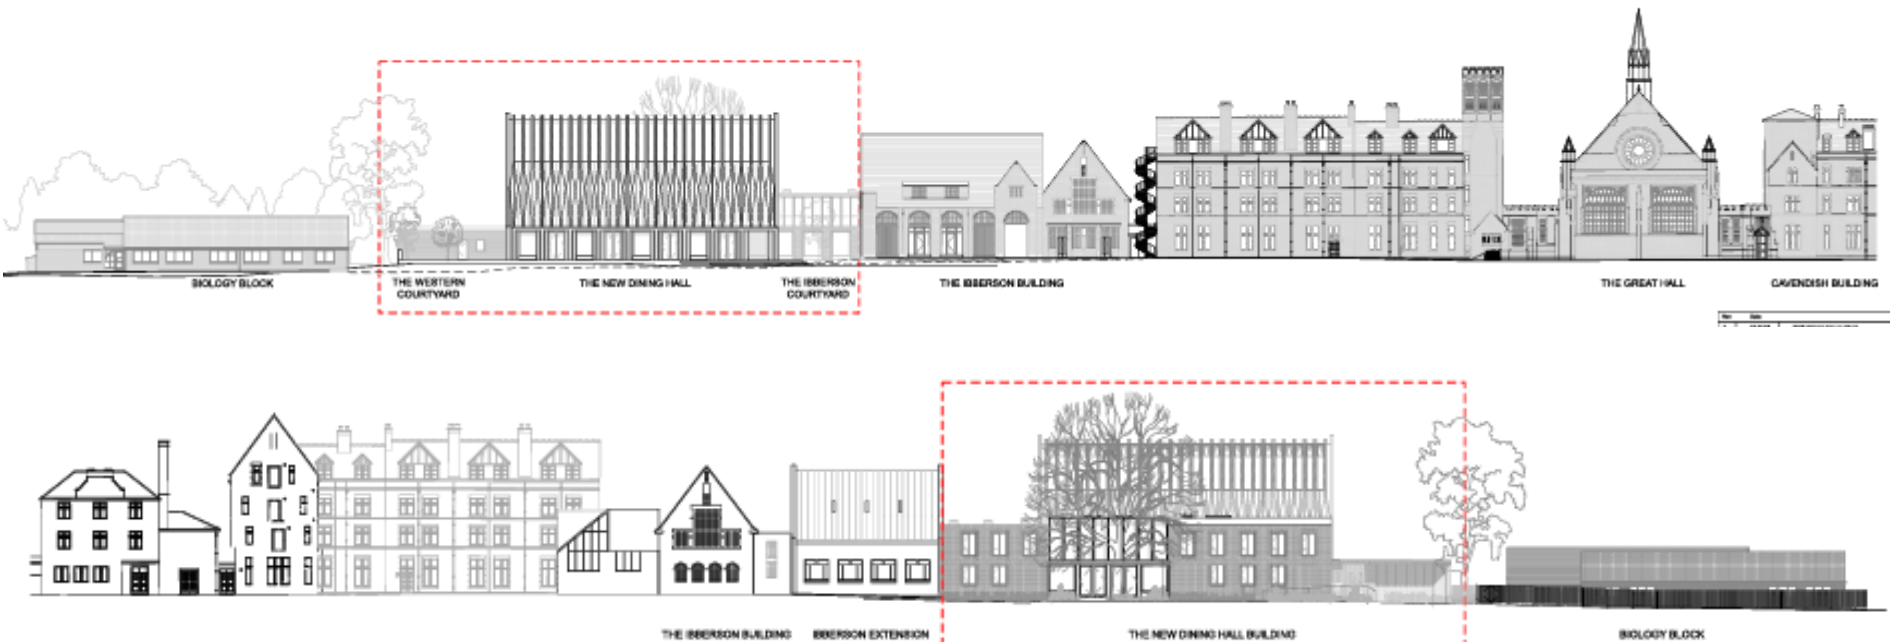 BIOLOGY BLOCK
THE WESTERN
COURTYARD
THE NEW DINING HALL
THE IBBERSON
COURTYARD
THE IBBERSON BUILDING
THE GREAT HALL
CAVENDISH BUILDING
THE IBBERSON BUILDING
IBBERSON EXTENSION
THE NEW DINING HALL BUILDING
BIOLOGY BLOCK